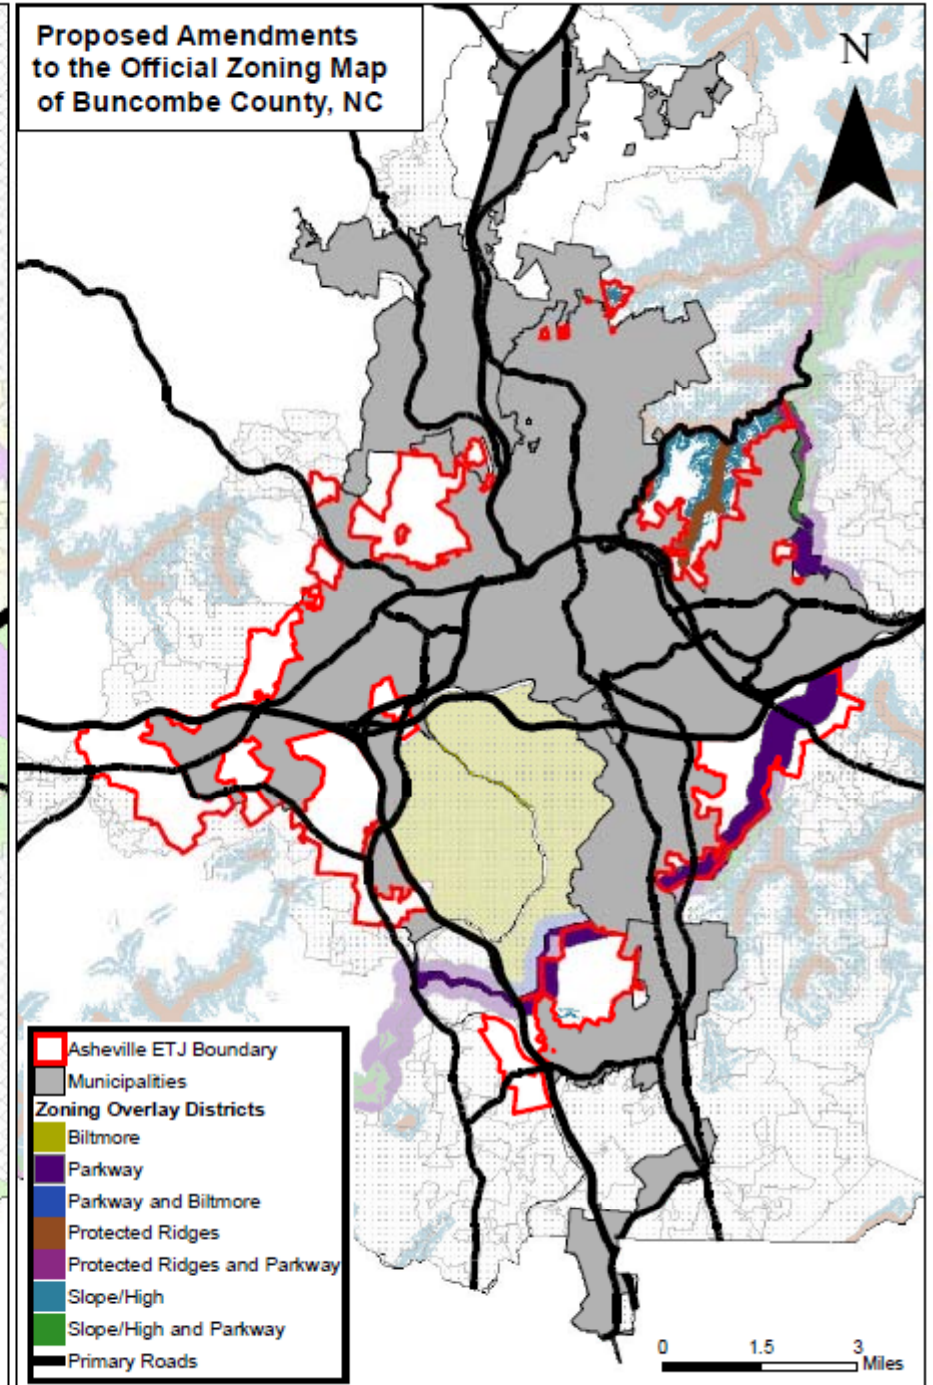 Proposed Amendments
to the Official Zoning Map
of Buncombe County, NC
N
Asheville ETJ Boundary
Municipalities
Zoning Overlay Districts
Biltmore
Parkway
Parkway and Biltmore
Protected Ridges
Protected Ridges and Parkway
Slope/High
Slope/High and Parkway
Primary Roads
0 1.5 3
Miles